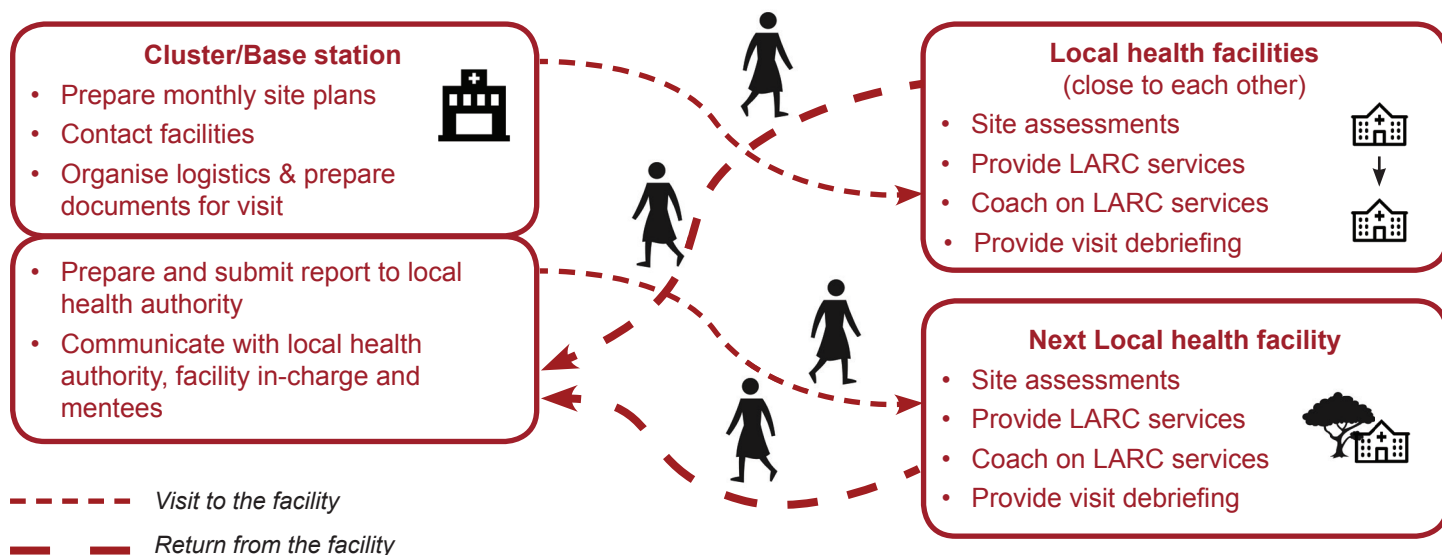 Cluster/Base station
• Prepare monthly site plans
• Contact facilities
• Organise logistics & prepare
documents for visit
• Prepare and submit report to local
health authority
• Communicate with local health
authority, facility in-charge and
mentees
Local health facilities
(close to each other)
• Site assessments
• Provide LARC services
• Coach on LARC services
• Provide visit debriefing
Next Local health facility
• Site assessments
• Provide LARC services
• Coach on LARC services
• Provide visit debriefing
Visit to the facility
Return from the facility